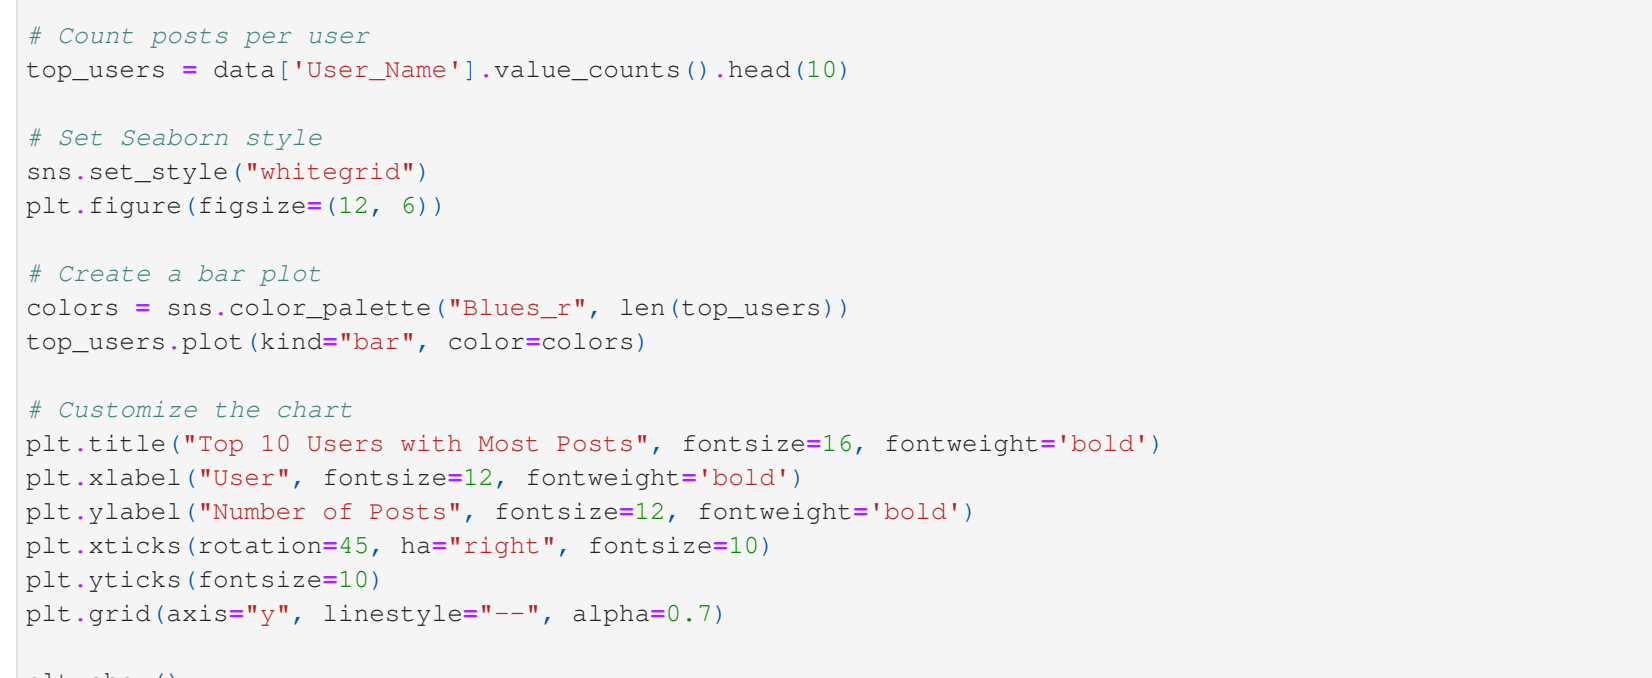 # Count posts per user
top_users = data['User_Name'].value_counts().head(10)
# Set Seaborn style
sns.set_style("whitegrid")
plt.figure(figsize=(12, 6))
# Create a bar plot
colors = sns.color_palette("Blues_r", len(top_users))
top_users.plot(kind="bar", color=colors)
# Customize the chart
plt.title("Top 10 Users with Most Posts", fontsize=16, fontweight='bold')
plt.xlabel("User", fontsize=12, fontweight='bold')
plt.ylabel("Number of Posts", fontsize=12, fontweight='bold')
plt.xticks(rotation=45, ha="right", fontsize=10)
plt.yticks(fontsize=10)
plt.grid(axis="y", linestyle="--", alpha=0.7)